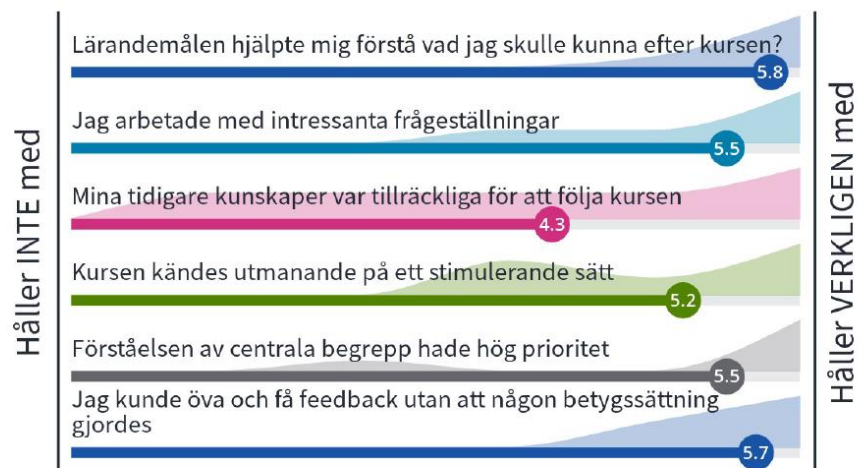 Håller INTE med
Lärandemålen hjälpte mig förstå vad jag skulle kunna efter kursen?
5.8
Jag arbetade med intressanta frågeställningar
5.5
Mina tidigare kunskaper var tillräckliga för att följa kursen
4.3
Kursen kändes utmanande på ett stimulerande sätt
5.2
Förståelsen av centrala begrepp hade hög prioritet
5.5
Jag kunde öva och få feedback utan att någon betygssättning
gjordes
5.7
Håller VERKLIGEN med